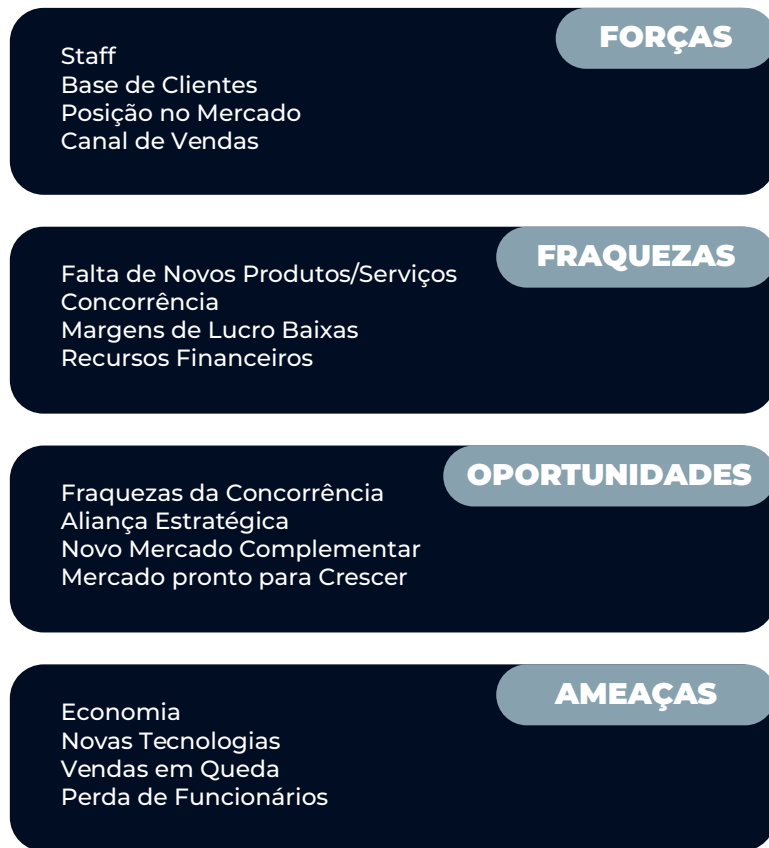 FORÇAS
Staff
Base de Clientes
Posição no Mercado
Canal de Vendas
FRAQUEZAS
Falta de Novos Produtos/Serviços
Concorrência
Margens de Lucro Baixas
Recursos Financeiros
OPORTUNIDADES
Fraquezas da Concorrência
Aliança Estratégica
Novo Mercado Complementar
Mercado pronto para Crescer
AMEAÇAS
Economia
Novas Tecnologias
Vendas em Queda
Perda de Funcionários